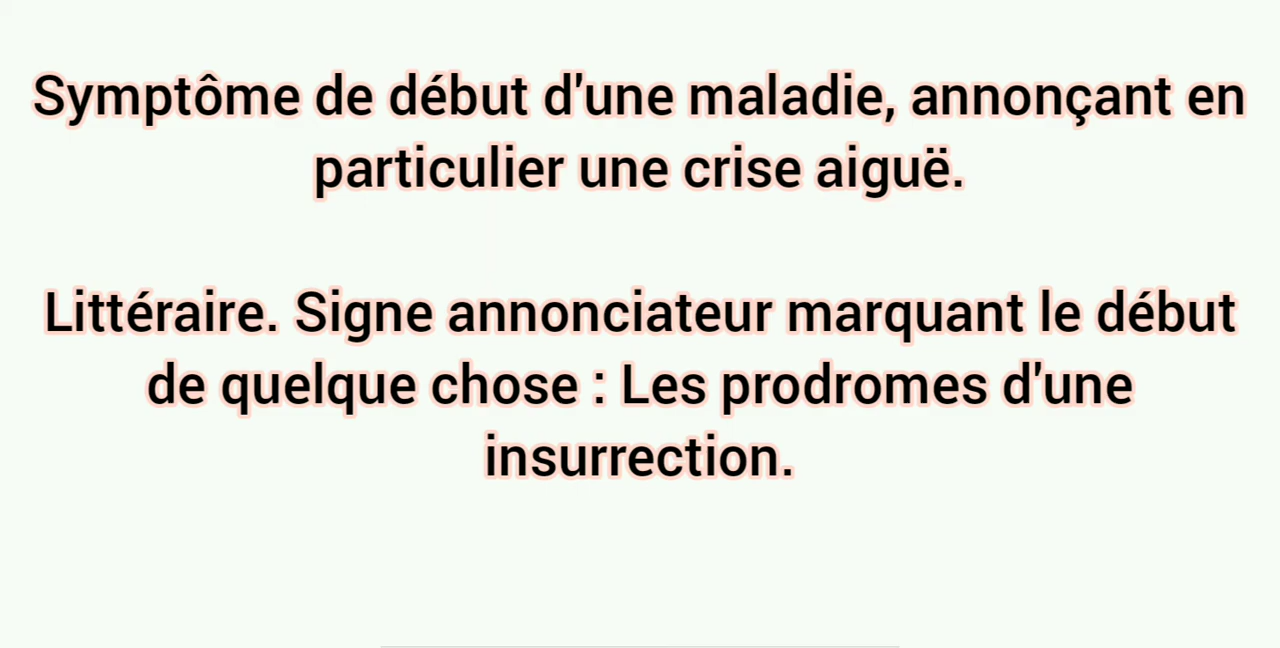 Symptôme de début d'une maladie, annonçant en
particulier une crise aiguë.
Littéraire. Signe annonciateur marquant le début
de quelque chose : Les prodromes d'une
insurrection.